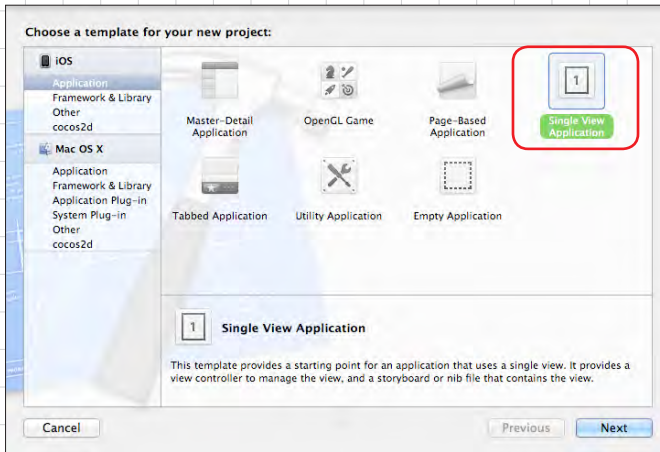 Choose a template for your new project:
iOS
Application
Framework & Library
Other
cocos2d
Mac OS X
Application
Framework & Library
Application Plug-in
System Plug-in
Other
cocos2d
Master-Detail
Application
OpenGL Game
Page-Based
Application
1
Single View
Application
Tabbed Application
Utility Application
Empty Application
1
Single View Application
This template provides a starting point for an application that uses a single view. It provides a
view controller to manage the view, and a storyboard or nib file that contains the view.
Cancel
Previous
Next